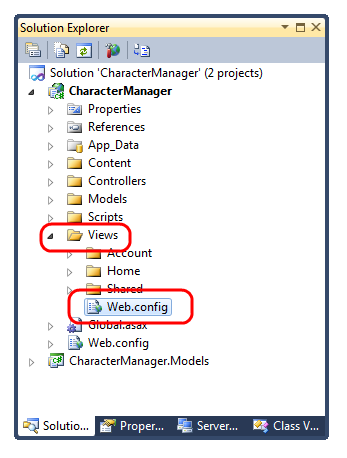 Solution Explorer
Solution 'CharacterManager' (2 projects)
CharacterManager
Properties
References
App_Data
Content
Controllers
Models
Scripts
Views
Account
Home
Shared
Web.config
Global.asax
Web.config
CharacterManager.Models
Solutio... Proper... Server... Class V...